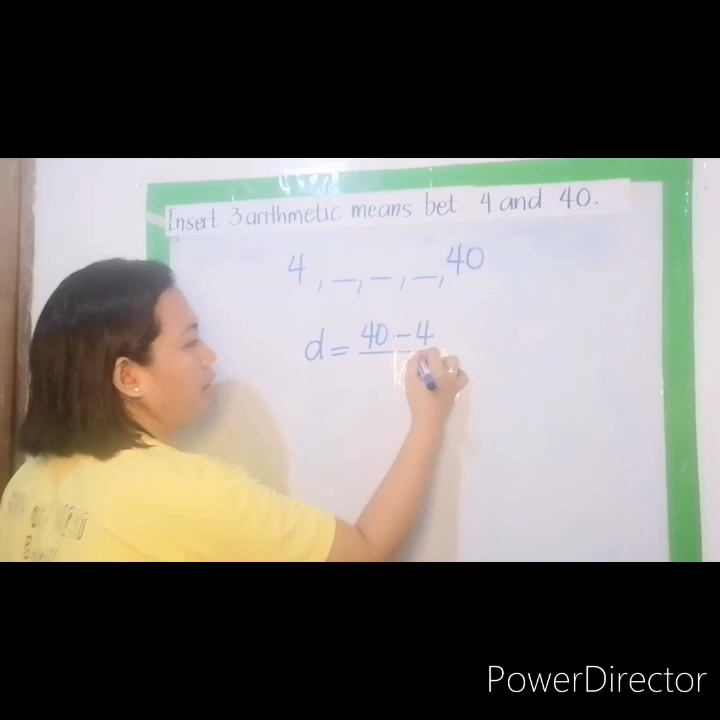 Insert 3 arithmetic means bet 4 and 40.
4, _, _, _, 40
d = 40 - 4
PowerDirector